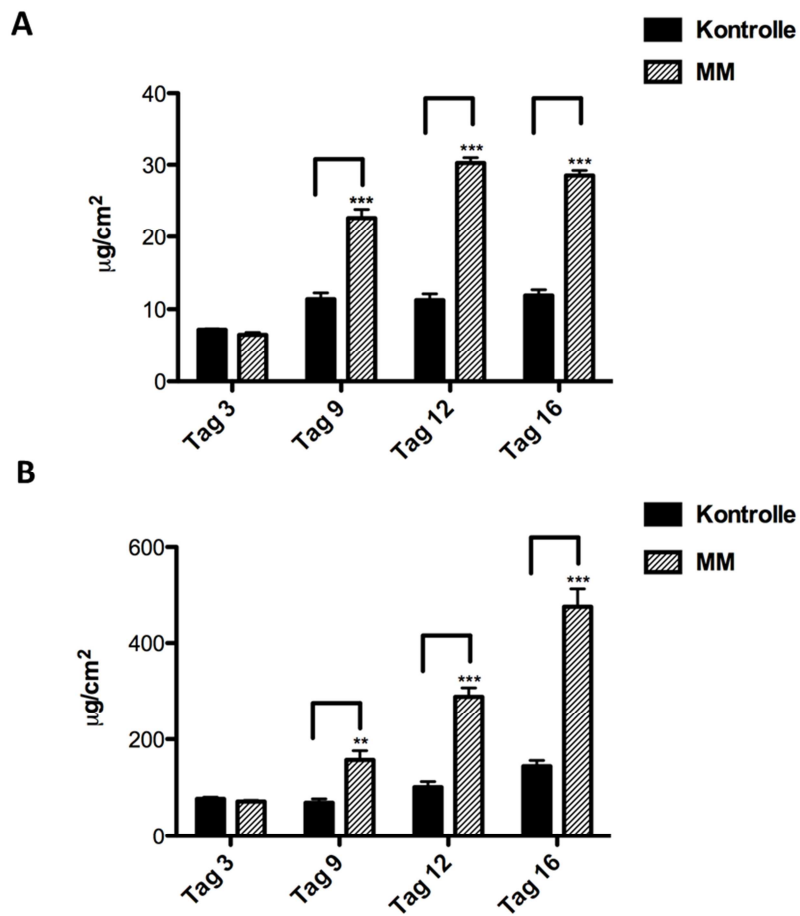 A
Kontrolle
MM
40
30
20
10
0
μg/cm²
***
***
***
Tag 3
Tag 9
Tag 12
Tag 16
B
Kontrolle
MM
600
400
200
0
μg/cm²
**
***
***
Tag 3
Tag 9
Tag 12
Tag 16